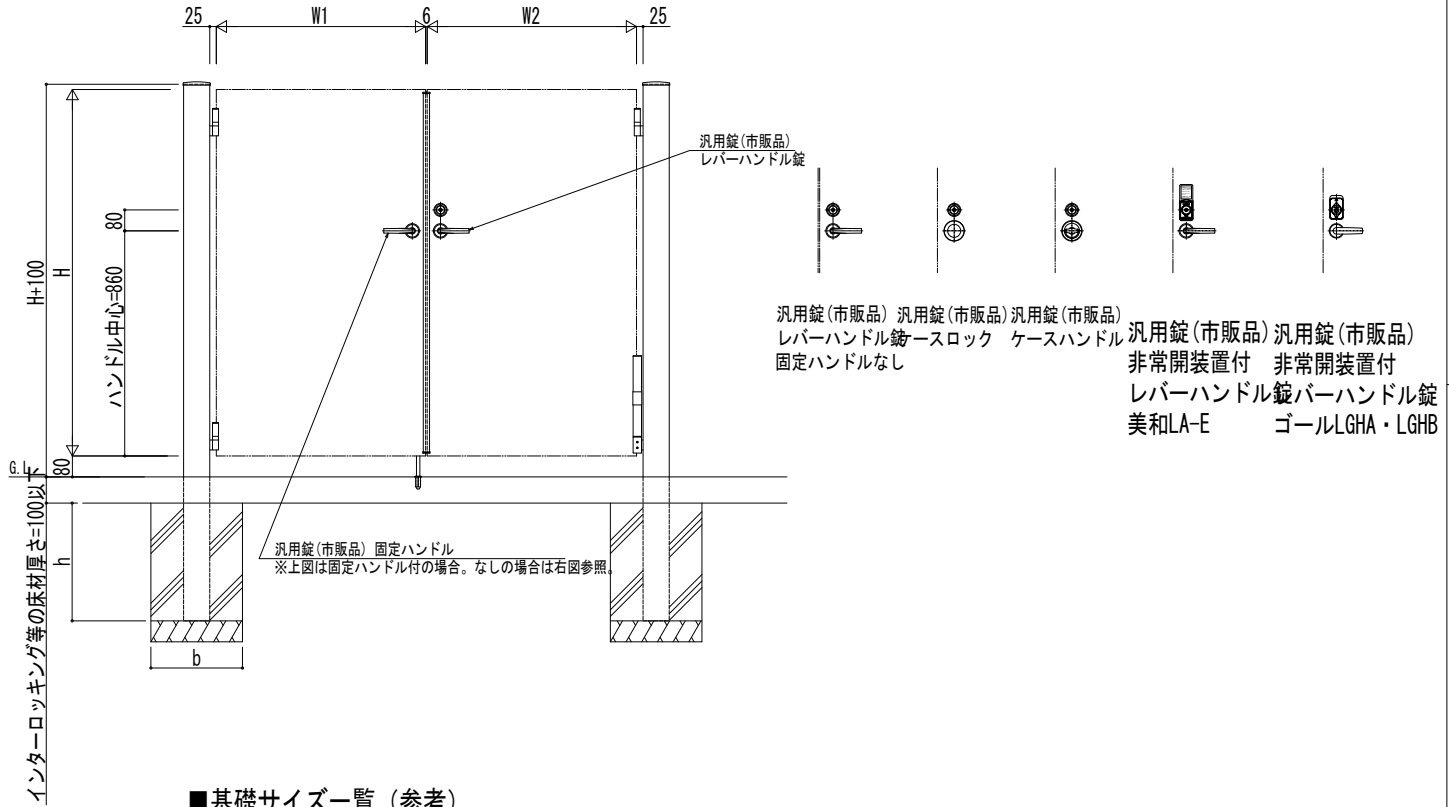 25
W1
6
W2
25
汎用錠(市販品)
レバーハンドル錠
80
H+100
H
ハンドル中心=860
80
G.L
インターロッキング等の床材厚さ=100以下
h
b
汎用錠(市販品) 固定ハンドル
※上図は固定ハンドル付の場合。なしの場合は右図参照。
汎用錠(市販品)
レバーハンドル錠
固定ハンドルなし
汎用錠(市販品)
ケースロック
汎用錠(市販品)
ケースハンドル
汎用錠(市販品)
非常開装置付
レバーハンドル錠
美和LA-E
汎用錠(市販品)
非常開装置付
レバーハンドル錠
ゴールLGHA・LGHB
■基礎サイズ一覧（参考）